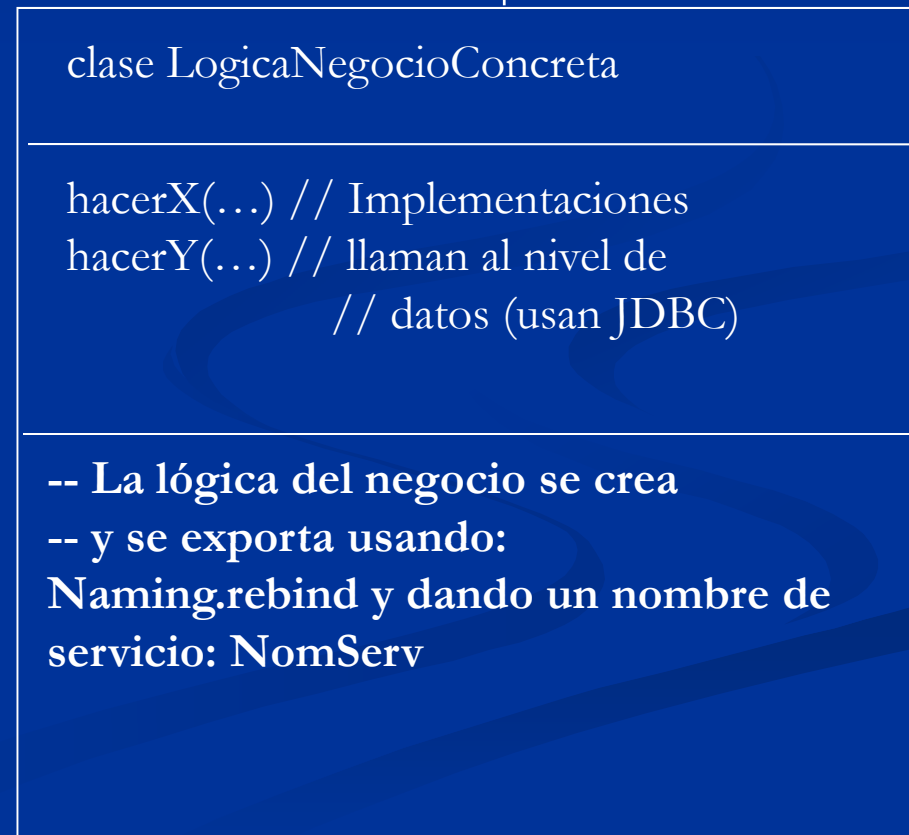 clase LogicaNegocioConcreta
hacerX(…) // Implementaciones
hacerY(…) // llaman al nivel de
// datos (usan JDBC)
-- La lógica del negocio se crea
-- y se exporta usando:
Naming.rebind y dando un nombre de
servicio: NomServ